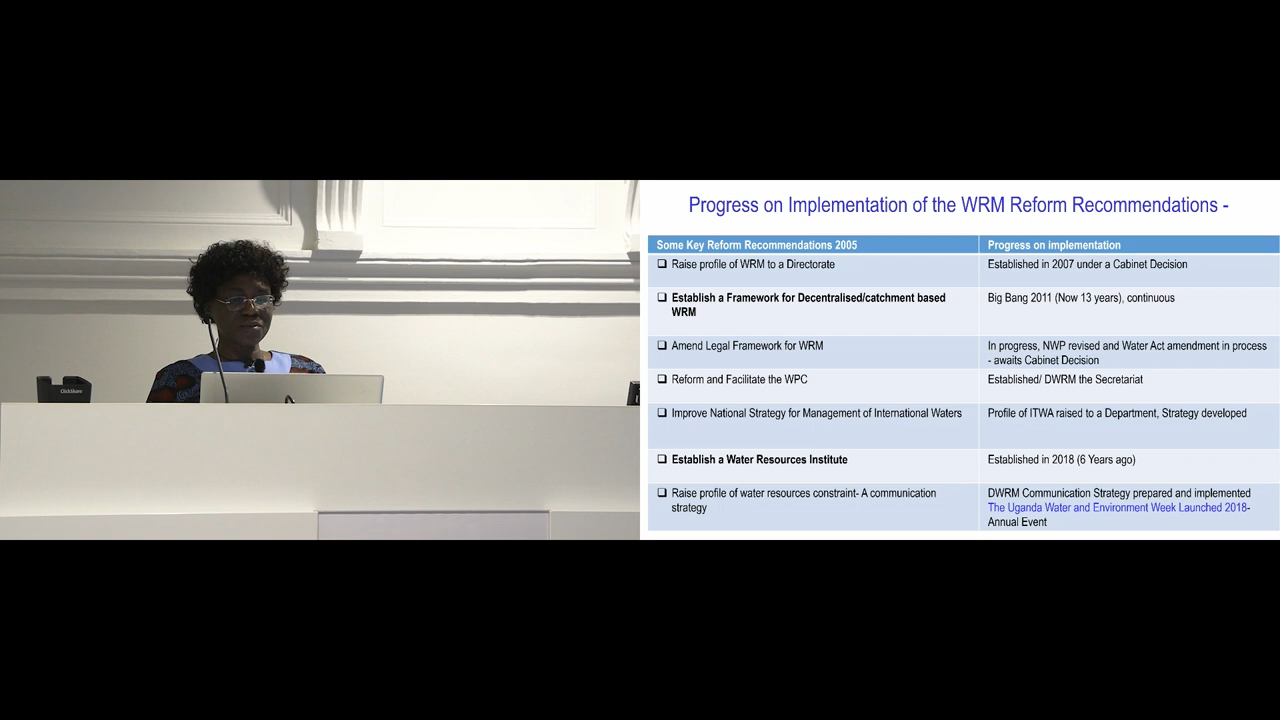 ClickShare
Progress on Implementation of the WRM Reform Recommendations -
Some Key Reform Recommendations 2005
Progress on implementation
❑ Raise profile of WRM to a Directorate
Established in 2007 under a Cabinet Decision
❑ Establish a Framework for Decentralised/catchment based
WRM
Big Bang 2011 (Now 13 years), continuous
❑ Amend Legal Framework for WRM
In progress, NWP revised and Water Act amendment in process
- awaits Cabinet Decision
❑ Reform and Facilitate the WPC
Established/ DWRM the Secretariat
❑ Improve National Strategy for Management of International Waters
Profile of ITWA raised to a Department, Strategy developed
❑ Establish a Water Resources Institute
Established in 2018 (6 Years ago)
❑ Raise profile of water resources constraint- A communication
strategy
DWRM Communication Strategy prepared and implemented
The Uganda Water and Environment Week Launched 2018-
Annual Event